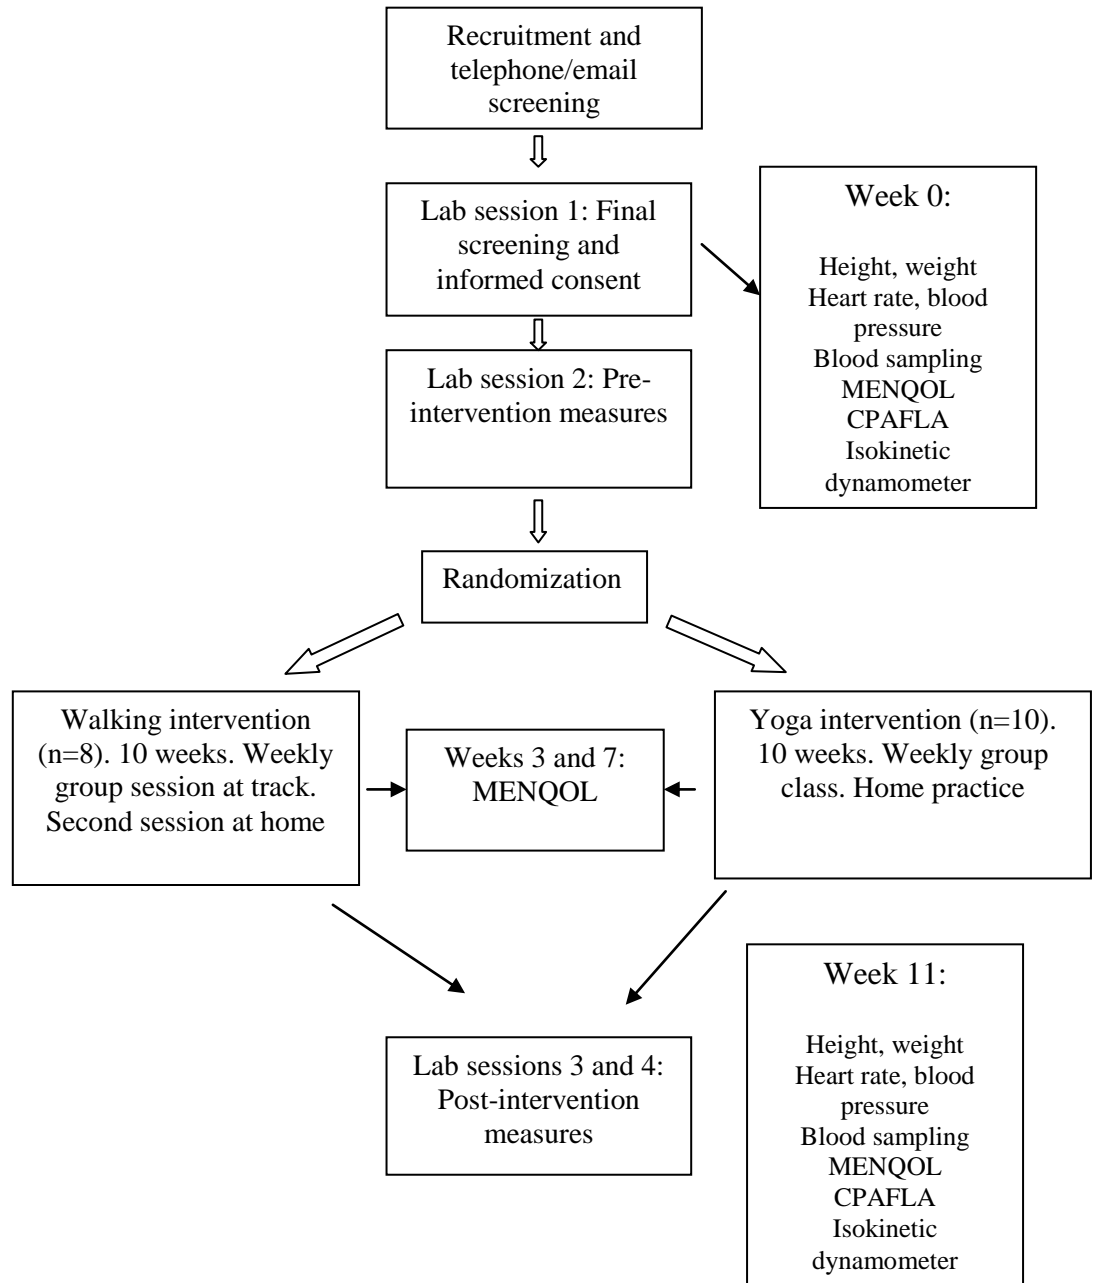 Recruitment and
telephone/email
screening
Lab session 1: Final
screening and
informed consent
Week 0:
Height, weight
Heart rate, blood
pressure
Blood sampling
MENQOL
CPAFLA
Isokinetic
dynamometer
Lab session 2: Pre-
intervention measures
Randomization
Walking intervention
(n=8). 10 weeks. Weekly
group session at track.
Second session at home
Weeks 3 and 7:
MENQOL
Yoga intervention (n=10).
10 weeks. Weekly group
class. Home practice
Lab sessions 3 and 4:
Post-intervention
measures
Week 11:
Height, weight
Heart rate, blood
pressure
Blood sampling
MENQOL
CPAFLA
Isokinetic
dynamometer